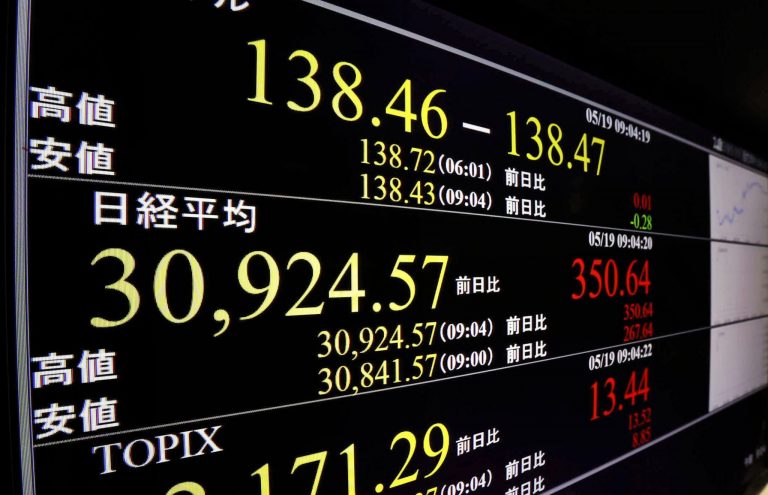 ル
138.46 – 138.47
05/19 09:04:19
高値 138.72(06:01) 前日比 0.01
安値 138.43(09:04) 前日比 -0.28
日経平均
05/19 09:04:20
30,924.57 前日比 350.64
高値 30,924.57(09:04) 前日比 350.64
安値 30,841.57(09:00) 前日比 267.64
TOPIX
05/19 09:04:22
171.29 前日比 13.44
(09:04) 前日比 13.52
前日比 8.85